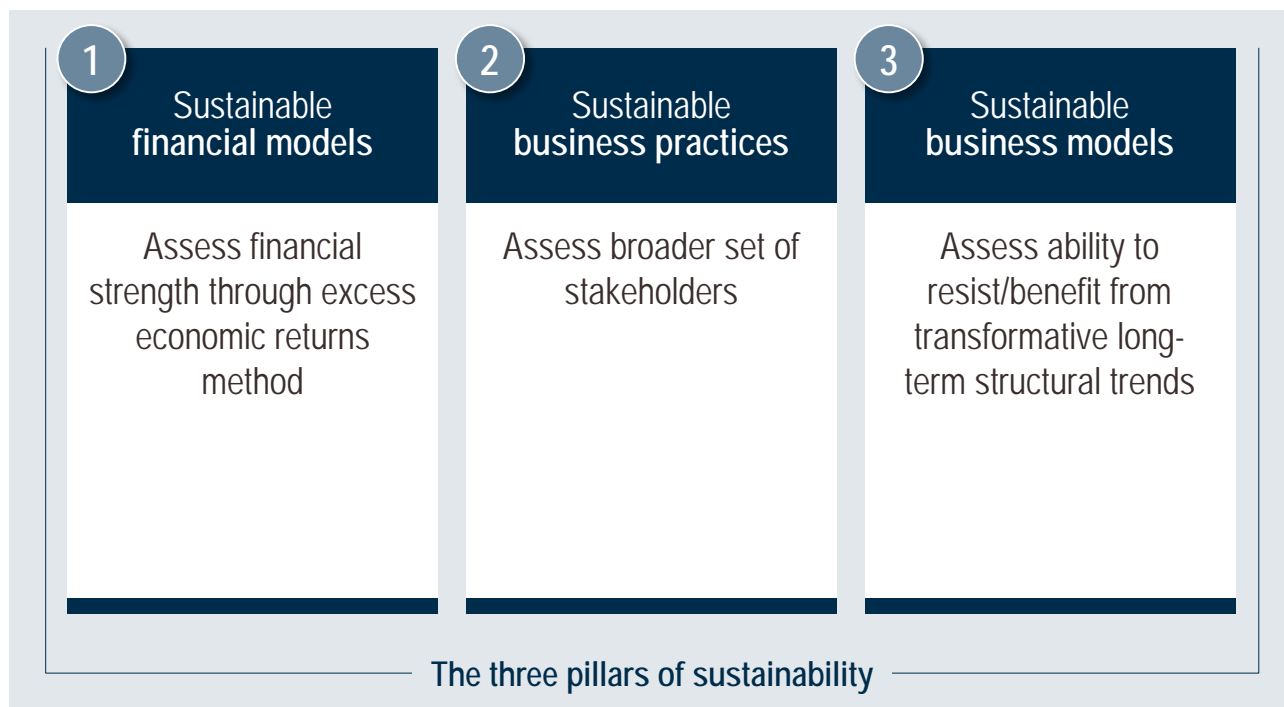 1
Sustainable
financial models
Assess financial
strength through excess
economic returns
method
2
Sustainable
business practices
Assess broader set of
stakeholders
3
Sustainable
business models
Assess ability to
resist/benefit from
transformative long-
term structural trends
The three pillars of sustainability